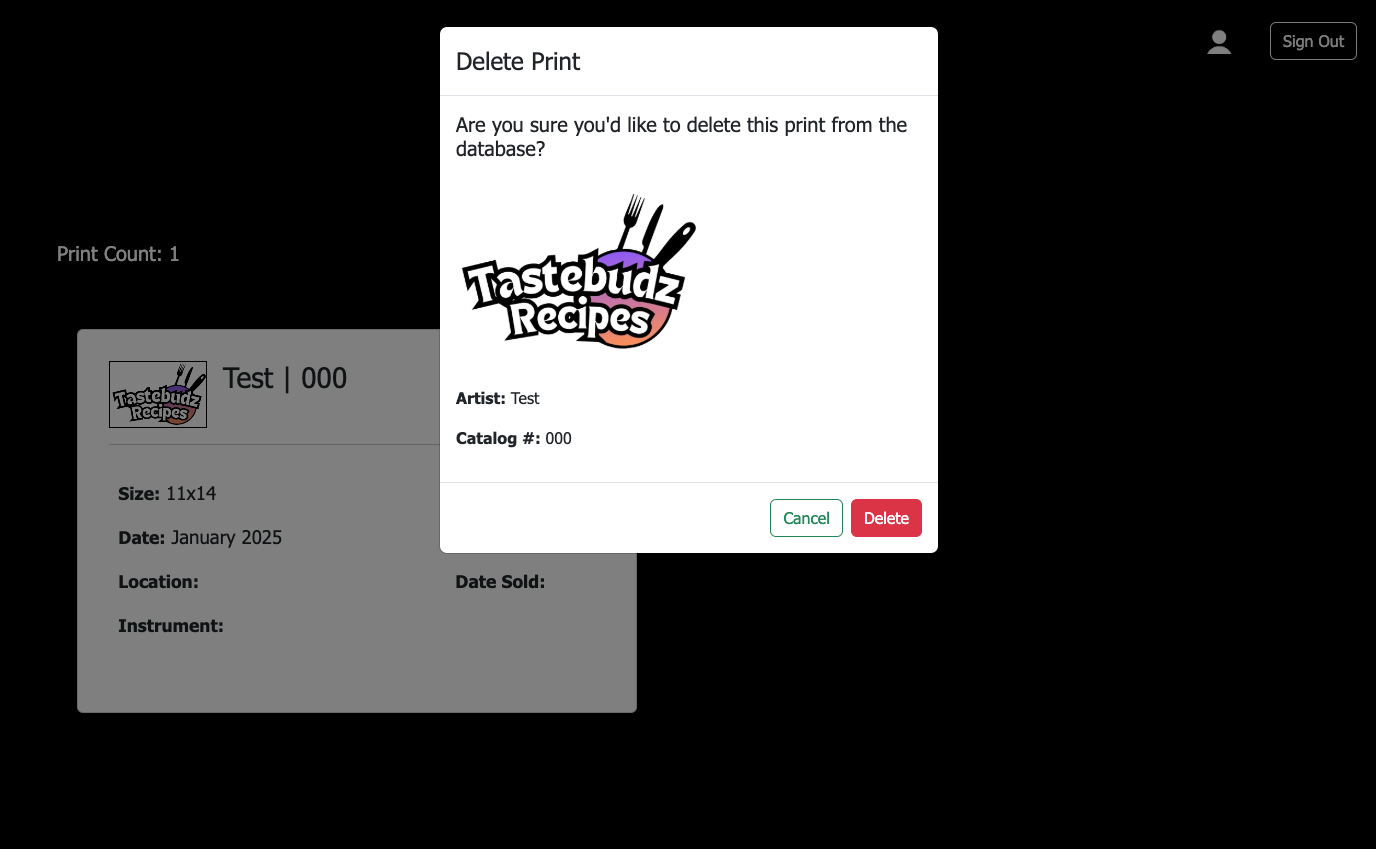 Sign Out
Delete Print
Are you sure you'd like to delete this print from the
database?
Tastebudz
Recipes
Artist: Test
Catalog #: 000
Cancel
Delete
Print Count: 1
Tastebudz
Recipes
Test | 000
Size: 11x14
Date: January 2025
Location:
Date Sold:
Instrument: